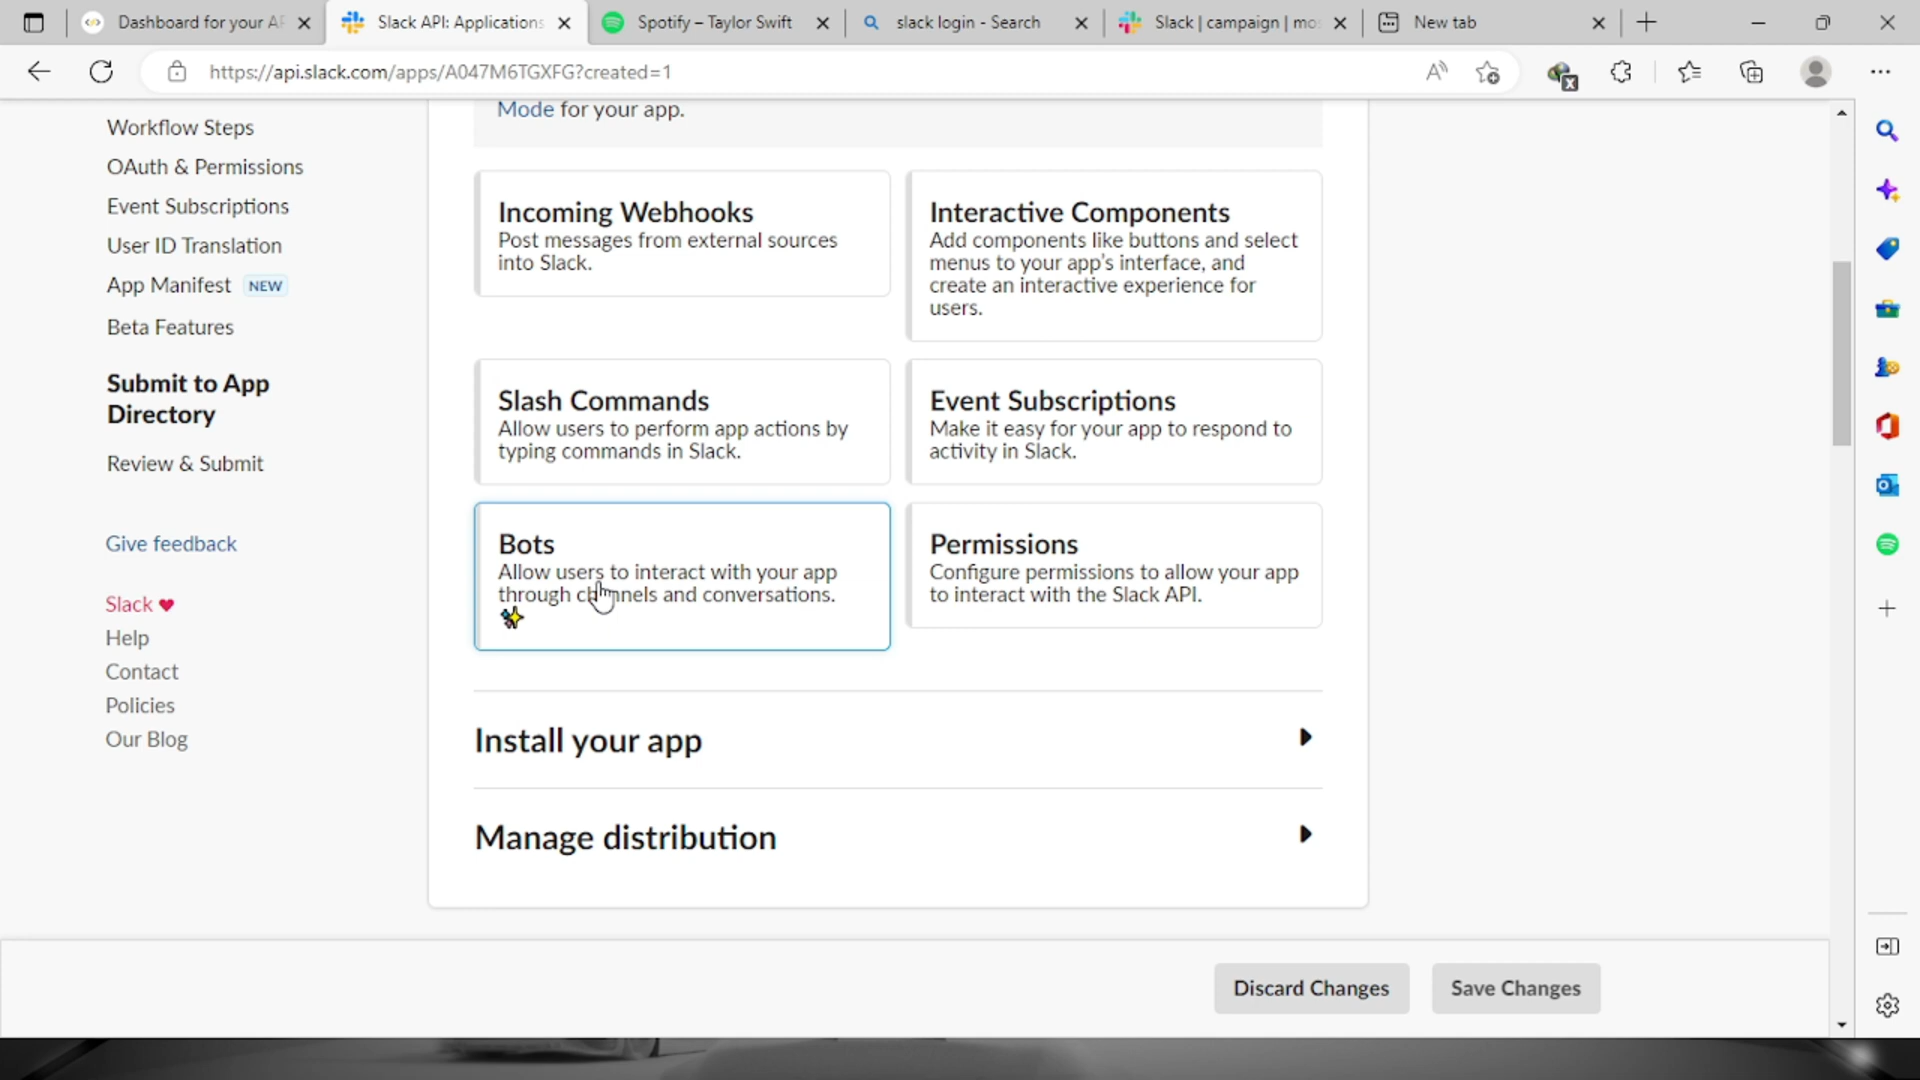 Dashboard for your AP
Slack API: Applications
Spotify – Taylor Swift
slack login - Search
Slack | campaign | mos
New tab
https://api.slack.com/apps/A047M6TGXFG?created=1
Workflow Steps
OAuth & Permissions
Event Subscriptions
User ID Translation
App Manifest NEW
Beta Features
Submit to App
Directory
Review & Submit
Give feedback
Slack
Help
Contact
Policies
Our Blog
Mode for your app.
Incoming Webhooks
Post messages from external sources
into Slack.
Interactive Components
Add components like buttons and select
menus to your app's interface, and
create an interactive experience for
users.
Slash Commands
Allow users to perform app actions by
typing commands in Slack.
Event Subscriptions
Make it easy for your app to respond to
activity in Slack.
Bots
Allow users to interact with your app
through channels and conversations.
Permissions
Configure permissions to allow your app
to interact with the Slack API.
Install your app
Manage distribution
Discard Changes
Save Changes